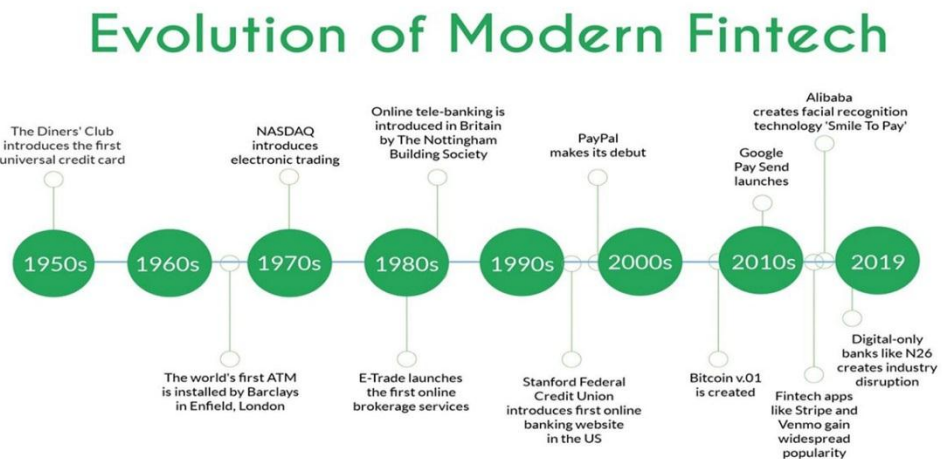 Evolution of Modern Fintech
The Diners' Club
introduces the first
universal credit card
NASDAQ
introduces
electronic trading
Online tele-banking is
introduced in Britain
by The Nottingham
Building Society
PayPal
makes its debut
Google
Pay Send
launches
Alibaba
creates facial recognition
technology 'Smile To Pay'
1950s
1960s
1970s
1980s
1990s
2000s
2010s
2019
The world's first ATM
is installed by Barclays
in Enfield, London
E-Trade launches
the first online
brokerage services
Stanford Federal
Credit Union
introduces first online
banking website
in the US
Bitcoin v.01
is created
Fintech apps
like Stripe and
Venmo gain
widespread
popularity
Digital-only
banks like N26
creates industry
disruption